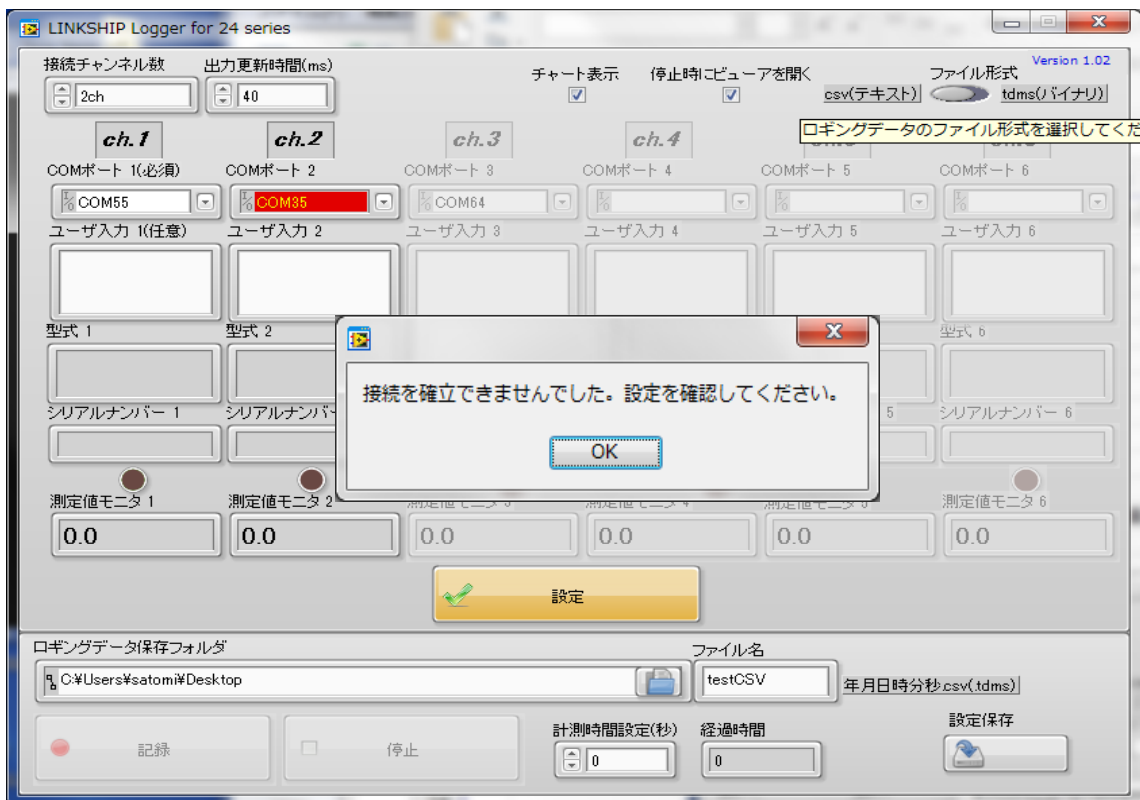 LINKSHIP Logger for 24 series
Version 1.02
接続チャンネル数
出力更新時間(ms)
チャート表示
停止時にビューアを開く
ファイル形式
2ch
40
csv(テキスト)
tdms(バイナリ)
ロギングデータのファイル形式を選択してくだ
ch.1
ch.2
ch.3
ch.4
COMポート 1(必須)
COMポート 2
COMポート 3
COMポート 4
COMポート 5
COMポート 6
COM55
COM35
COM64
ユーザ入力 1(任意)
ユーザ入力 2
ユーザ入力 3
ユーザ入力 4
ユーザ入力 5
ユーザ入力 6
型式 1
型式 2
型式 6
接続を確立できませんでした。設定を確認してください。
OK
シリアルナンバー 1
シリアルナンバ
5
シリアルナンバー 6
測定値モニタ 1
測定値モニタ 2
測定値モニタ 6
0.0
0.0
0.0
0.0
0.0
0.0
設定
ロギングデータ保存フォルダ
ファイル名
C:¥Users¥satomi¥Desktop
testCSV
年月日時分秒.csv(.tdms)
記録
停止
計測時間設定(秒)
経過時間
設定保存
0
0